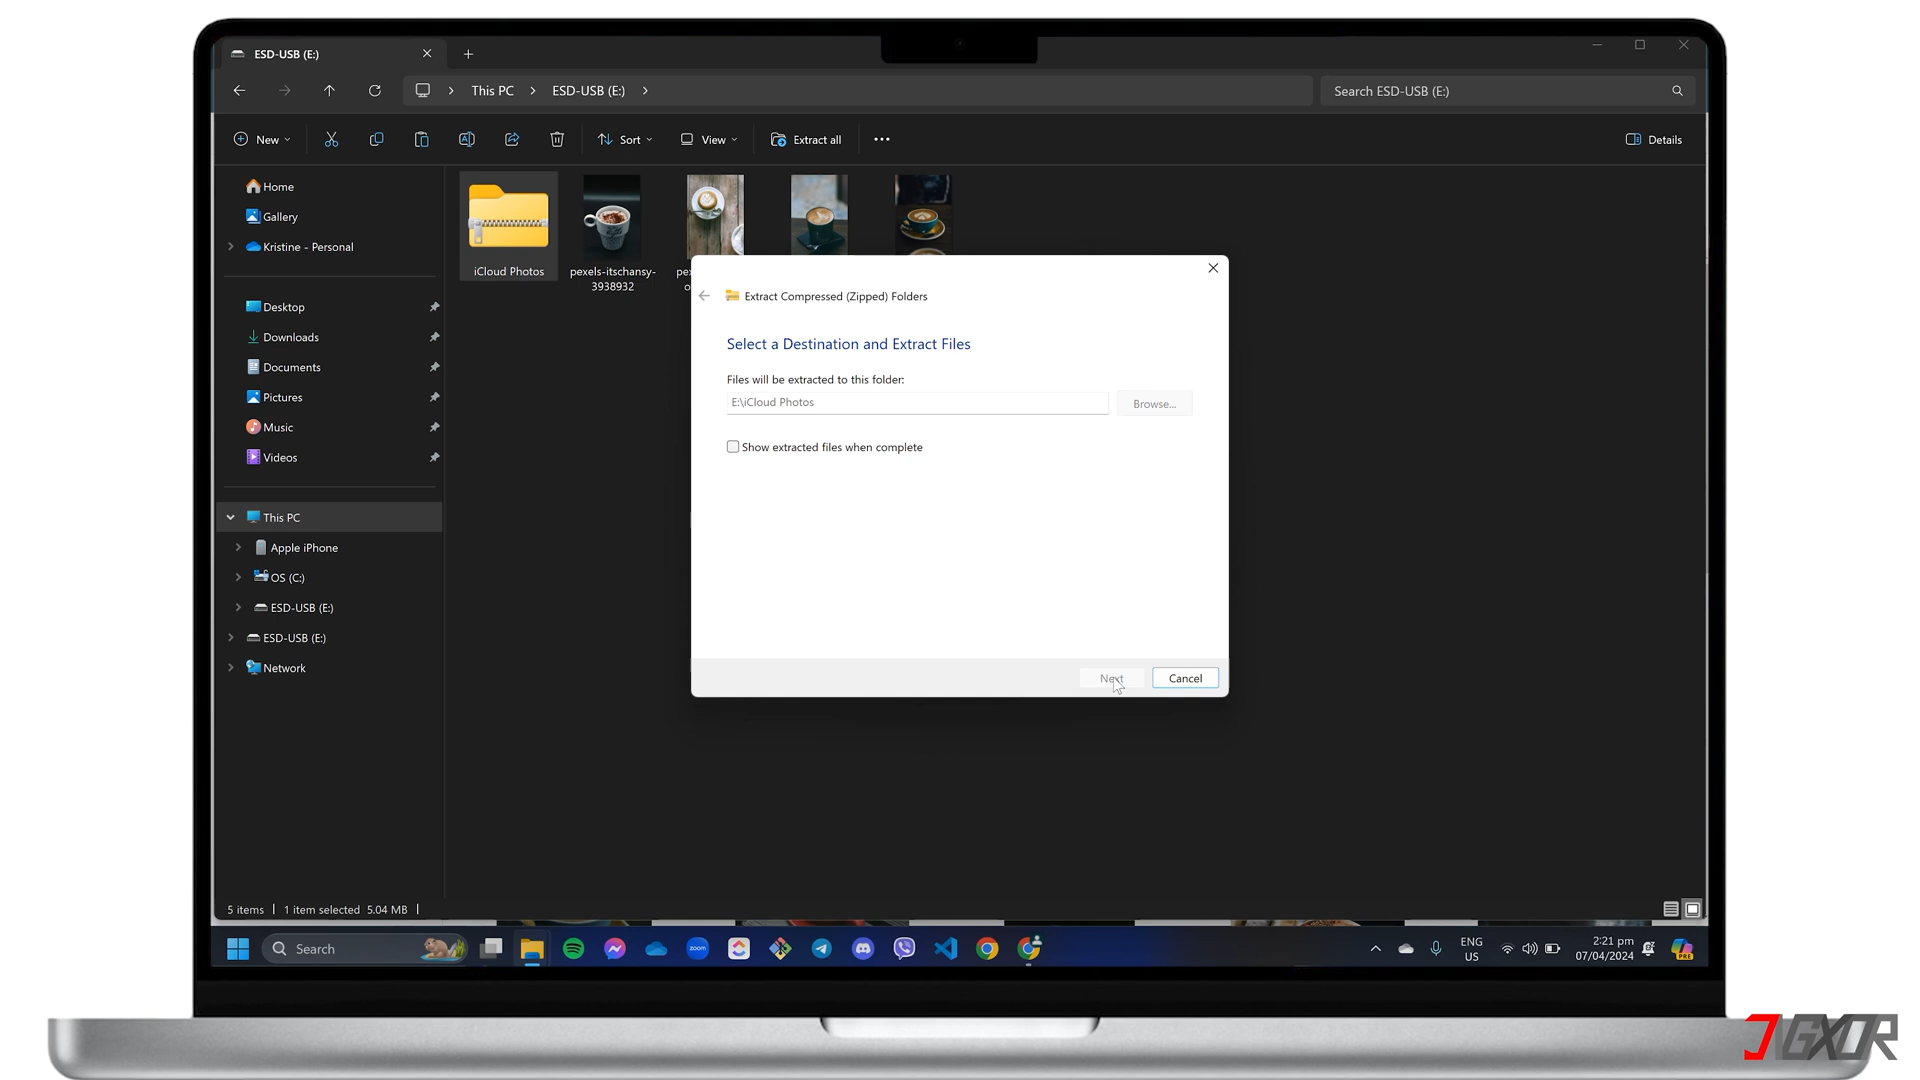 ESD-USB (E:)
This PC
ESD-USB (E:)
Search ESD-USB (E:)
New
Sort
View
Extract all
Details
Home
Gallery
Kristine - Personal
Desktop
Downloads
Documents
Pictures
Music
Videos
This PC
Apple iPhone
OS (C:)
ESD-USB (E:)
ESD-USB (E:)
Network
iCloud Photos
pexels-itschansy-
3938932
Extract Compressed (Zipped) Folders
Select a Destination and Extract Files
Files will be extracted to this folder:
E:\iCloud Photos
Browse...
Show extracted files when complete
Next
Cancel
5 items
1 item selected 5.04 MB
Search
zoom
ENG
US
2:21 pm
07/04/2024
PRE
JGXOR